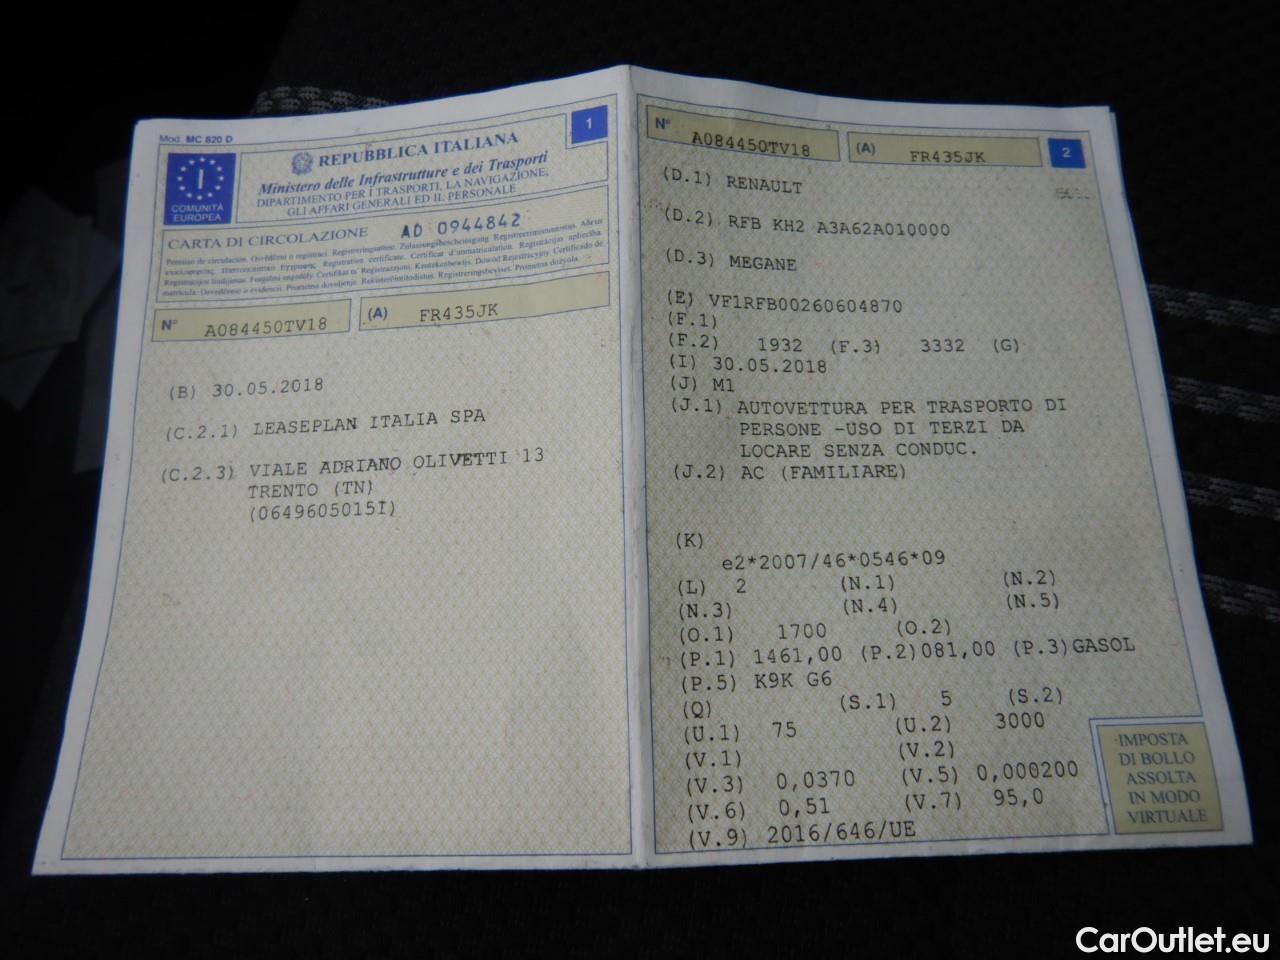 Mod. MC 820 D
1
I
COMUNITÀ
EUROPEA
REPUBBLICA ITALIANA
Ministero delle Infrastrutture e dei Trasporti
DIPARTIMENTO PER I TRASPORTI, LA NAVIGAZIONE,
GLI AFFARI GENERALI ED IL PERSONALE
CARTA DI CIRCOLAZIONE AD 0944842
N° A084450TV18 (A) FR435JK
(B) 30.05.2018
(C.2.1) LEASEPLAN ITALIA SPA
(C.2.3) VIALE ADRIANO OLIVETTI 13
TRENTO (TN)
(06496050151)
N° A084450TV18 (A) FR435JK 2
(D.1) RENAULT
(D.2) RFB KH2 A3A62A010000
(D.3) MEGANE
(E) VF1RFB00260604870
(F.1)
(F.2) 1932 (F.3) 3332 (G)
(I) 30.05.2018
(J) M1
(J.1) AUTOVETTURA PER TRASPORTO DI
PERSONE -USO DI TERZI DA
LOCARE SENZA CONDUC.
(J.2) AC (FAMILIARE)
(K)
e2*2007/46*0546*09
(L) 2 (N.1) (N.2)
(N.3) (N.4) (N.5)
(O.1) 1700 (O.2)
(P.1) 1461,00 (P.2)081,00 (P.3)GASOL
(P.5) K9K G6
(Q) (S.1) 5 (S.2)
(U.1) 75 (U.2) 3000
(V.1) (V.2)
(V.3) 0,0370 (V.5) 0,000200
(V.6) 0,51 (V.7) 95,0
(V.9) 2016/646/UE
IMPOSTA
DI BOLLO
ASSOLTA
IN MODO
VIRTUALE
CarOutlet.eu